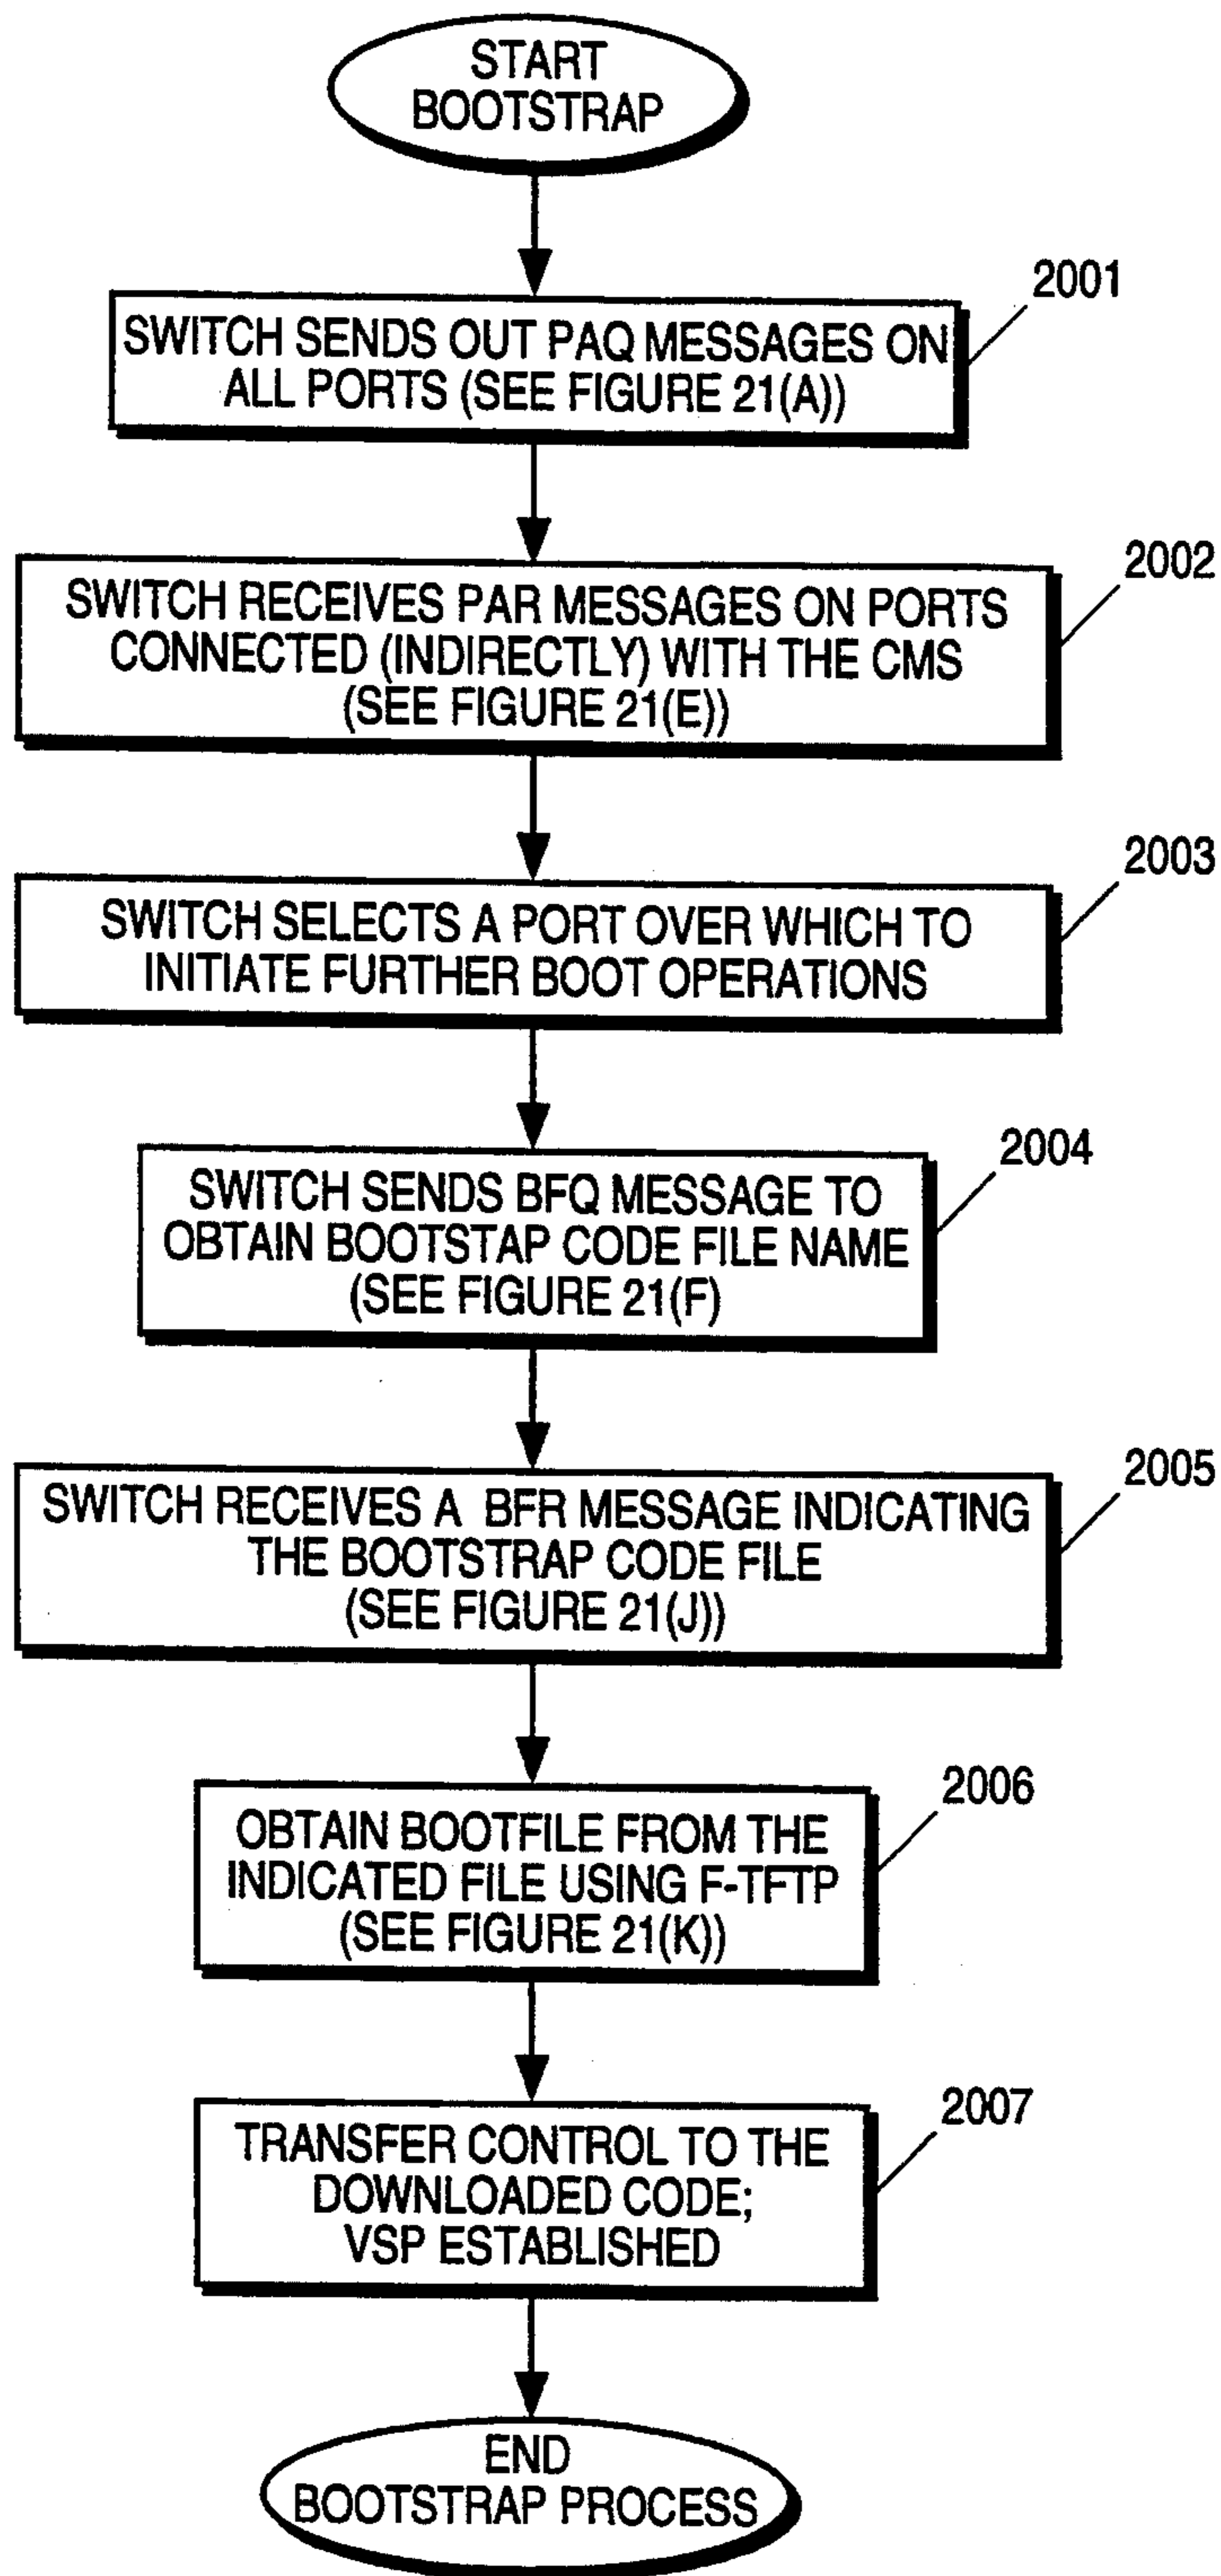 START
BOOTSTRAP
2001
SWITCH SENDS OUT PAQ MESSAGES ON
ALL PORTS (SEE FIGURE 21(A))
2002
SWITCH RECEIVES PAR MESSAGES ON PORTS
CONNECTED (INDIRECTLY) WITH THE CMS
(SEE FIGURE 21(E))
2003
SWITCH SELECTS A PORT OVER WHICH TO
INITIATE FURTHER BOOT OPERATIONS
2004
SWITCH SENDS BFQ MESSAGE TO
OBTAIN BOOTSTAP CODE FILE NAME
(SEE FIGURE 21(F)
2005
SWITCH RECEIVES A BFR MESSAGE INDICATING
THE BOOTSTRAP CODE FILE
(SEE FIGURE 21(J))
2006
OBTAIN BOOTFILE FROM THE
INDICATED FILE USING F-TFTP
(SEE FIGURE 21(K))
2007
TRANSFER CONTROL TO THE
DOWNLOADED CODE;
VSP ESTABLISHED
END
BOOTSTRAP PROCESS